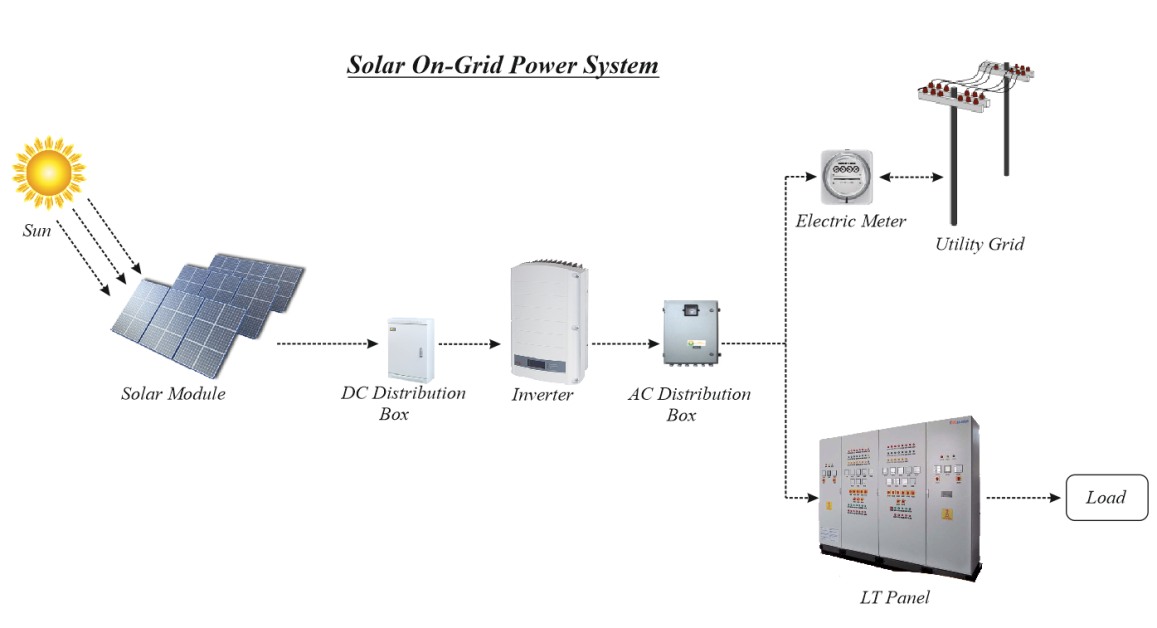 Solar On-Grid Power System
Sun
Electric Meter
Utility Grid
Solar Module
DC Distribution
Box
Inverter
AC Distribution
Box
Load
LT Panel